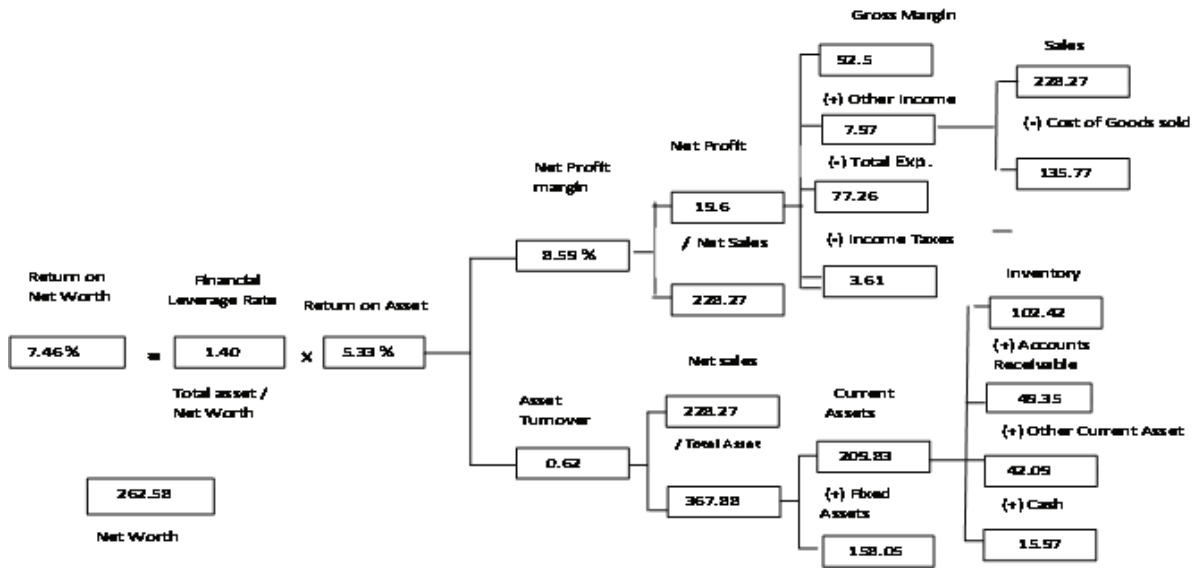 Gross Margin
92.5
(+) Other Income
7.97
(-) Total Exp.
77.26
(-) Income Taxes
3.61
Sales
228.27
(-) Cost of Goods sold
135.77
Net Profit
19.6
/ Net Sales
228.27
Net Profit
margin
8.59 %
Return on
Net Worth
7.46 %
=
Financial
Leverage Rate
1.40
Total asset /
Net Worth
×
Return on Asset
5.33 %
Asset
Turnover
0.62
Net sales
228.27
/ Total Asset
367.88
Current
Assets
209.83
(+) Fixed
Assets
158.05
Inventory
102.42
(+) Accounts
Receivable
49.35
(+) Other Current Asset
42.09
(+) Cash
15.97
262.58
Net Worth